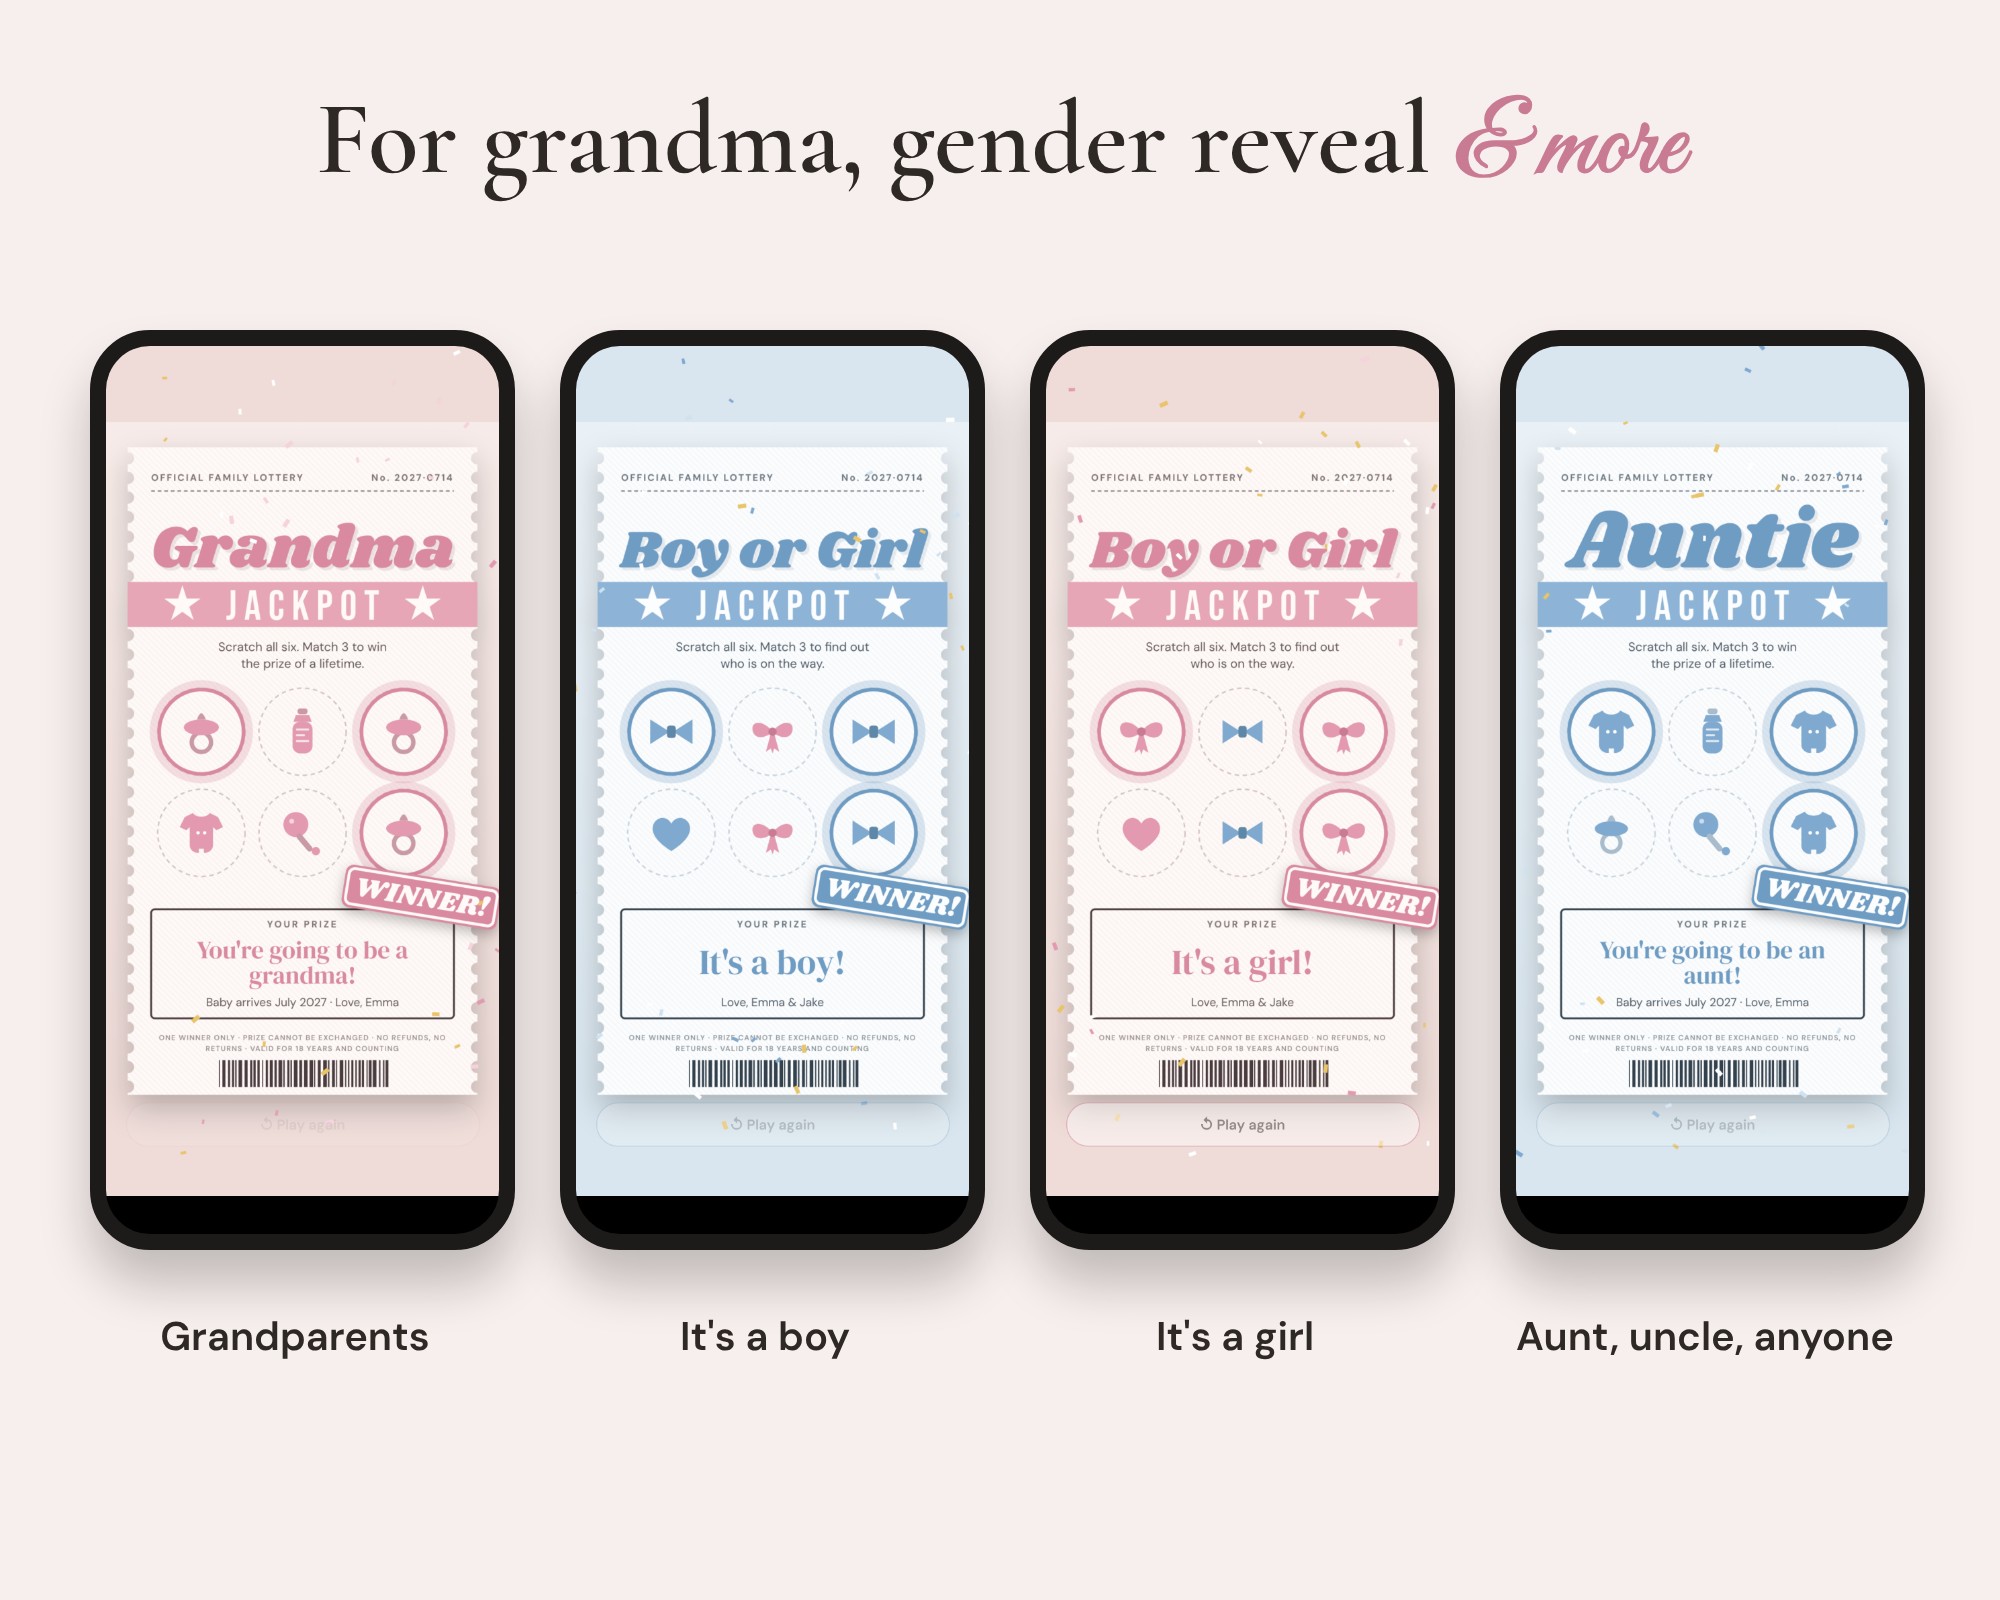 For grandma, gender reveal & more
OFFICIAL FAMILY LOTTERY No. 2027-0714
Grandma
★ JACKPOT ★
Scratch all six. Match 3 to win
the prize of a lifetime.
WINNER!
YOUR PRIZE
You're going to be a
grandma!
Baby arrives July 2027 · Love, Emma
ONE WINNER ONLY · PRIZE CANNOT BE EXCHANGED · NO REFUNDS, NO
RETURNS · VALID FOR 18 YEARS AND COUNTING
Play again
Grandparents
OFFICIAL FAMILY LOTTERY No. 2027-0714
Boy or Girl
★ JACKPOT ★
Scratch all six. Match 3 to find out
who is on the way.
WINNER!
YOUR PRIZE
It's a boy!
Love, Emma & Jake
ONE WINNER ONLY · PRIZE CANNOT BE EXCHANGED · NO REFUNDS, NO
RETURNS · VALID FOR 18 YEARS AND COUNTING
Play again
It's a boy
OFFICIAL FAMILY LOTTERY No. 2027-0714
Boy or Girl
★ JACKPOT ★
Scratch all six. Match 3 to find out
who is on the way.
WINNER!
YOUR PRIZE
It's a girl!
Love, Emma & Jake
ONE WINNER ONLY · PRIZE CANNOT BE EXCHANGED · NO REFUNDS, NO
RETURNS · VALID FOR 18 YEARS AND COUNTING
Play again
It's a girl
OFFICIAL FAMILY LOTTERY No. 2027-0714
Auntie
★ JACKPOT ★
Scratch all six. Match 3 to win
the prize of a lifetime.
WINNER!
YOUR PRIZE
You're going to be an
aunt!
Baby arrives July 2027 · Love, Emma
ONE WINNER ONLY · PRIZE CANNOT BE EXCHANGED · NO REFUNDS, NO
RETURNS · VALID FOR 18 YEARS AND COUNTING
Play again
Aunt, uncle, anyone